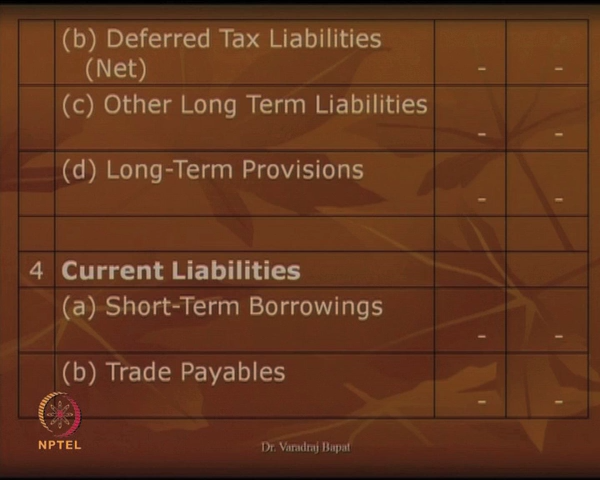 (b) Deferred Tax Liabilities
(Net) - -
(c) Other Long Term Liabilities
- -
(d) Long-Term Provisions
- -
4 Current Liabilities
(a) Short-Term Borrowings
- -
(b) Trade Payables
- -
NPTEL
Dr. Varadraj Bapat